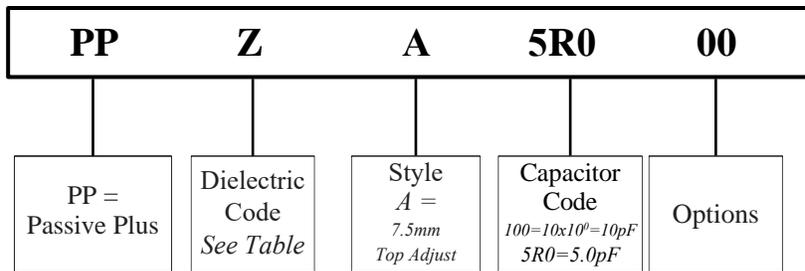 PP Z A 5R0 00
PP =
Passive Plus
Dielectric
Code
See Table
Style
A =
7.5mm
Top Adjust
Capacitor
Code
100=10x10⁰=10pF
5R0=5.0pF
Options